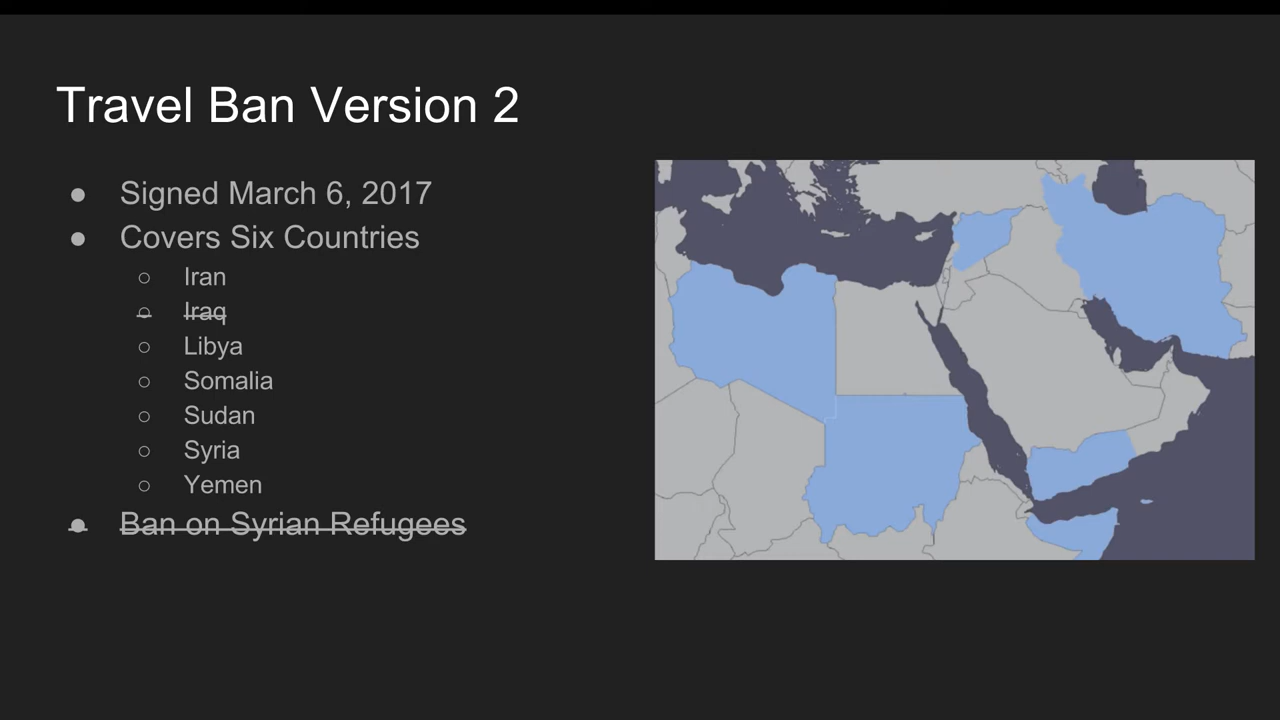 Travel Ban Version 2
● Signed March 6, 2017
● Covers Six Countries
○ Iran
○ Iraq
○ Libya
○ Somalia
○ Sudan
○ Syria
○ Yemen
● Ban on Syrian Refugees